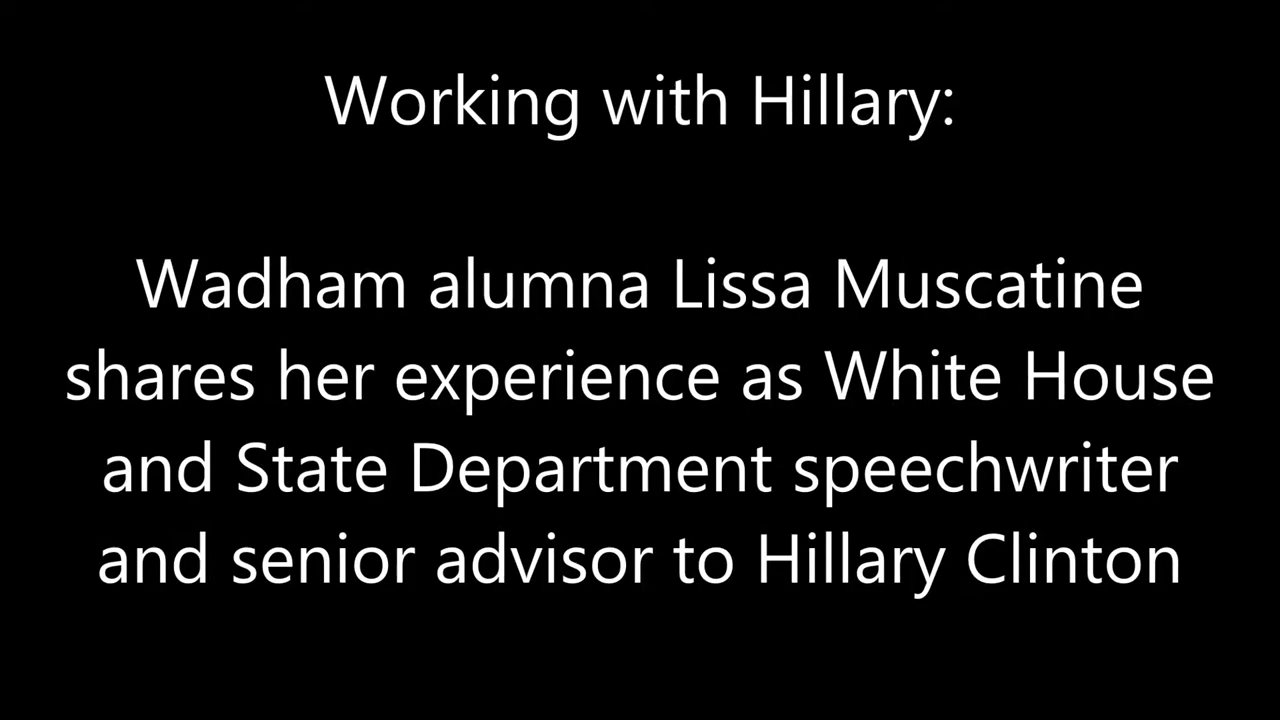 Working with Hillary:
Wadham alumna Lissa Muscatine
shares her experience as White House
and State Department speechwriter
and senior advisor to Hillary Clinton